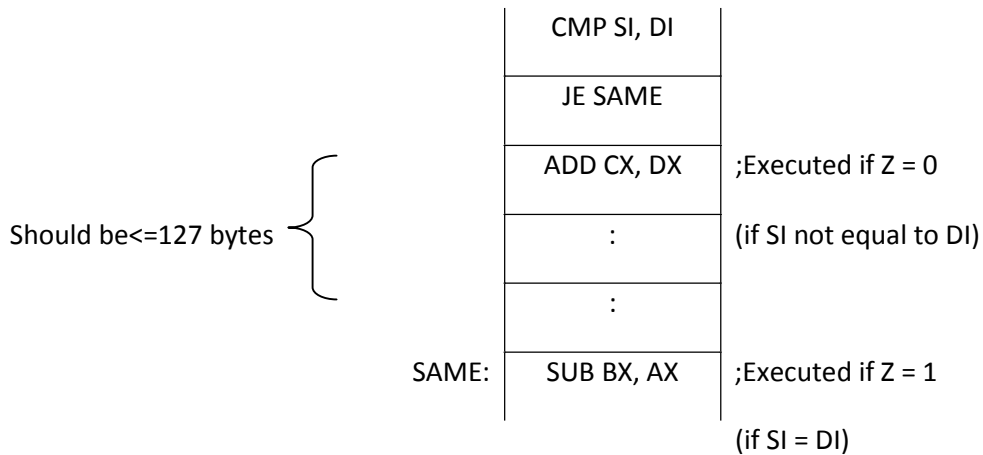 CMP SI, DI
JE SAME
ADD CX, DX ;Executed if Z = 0
Should be<=127 bytes : (if SI not equal to DI)
:
SAME: SUB BX, AX ;Executed if Z = 1
(if SI = DI)